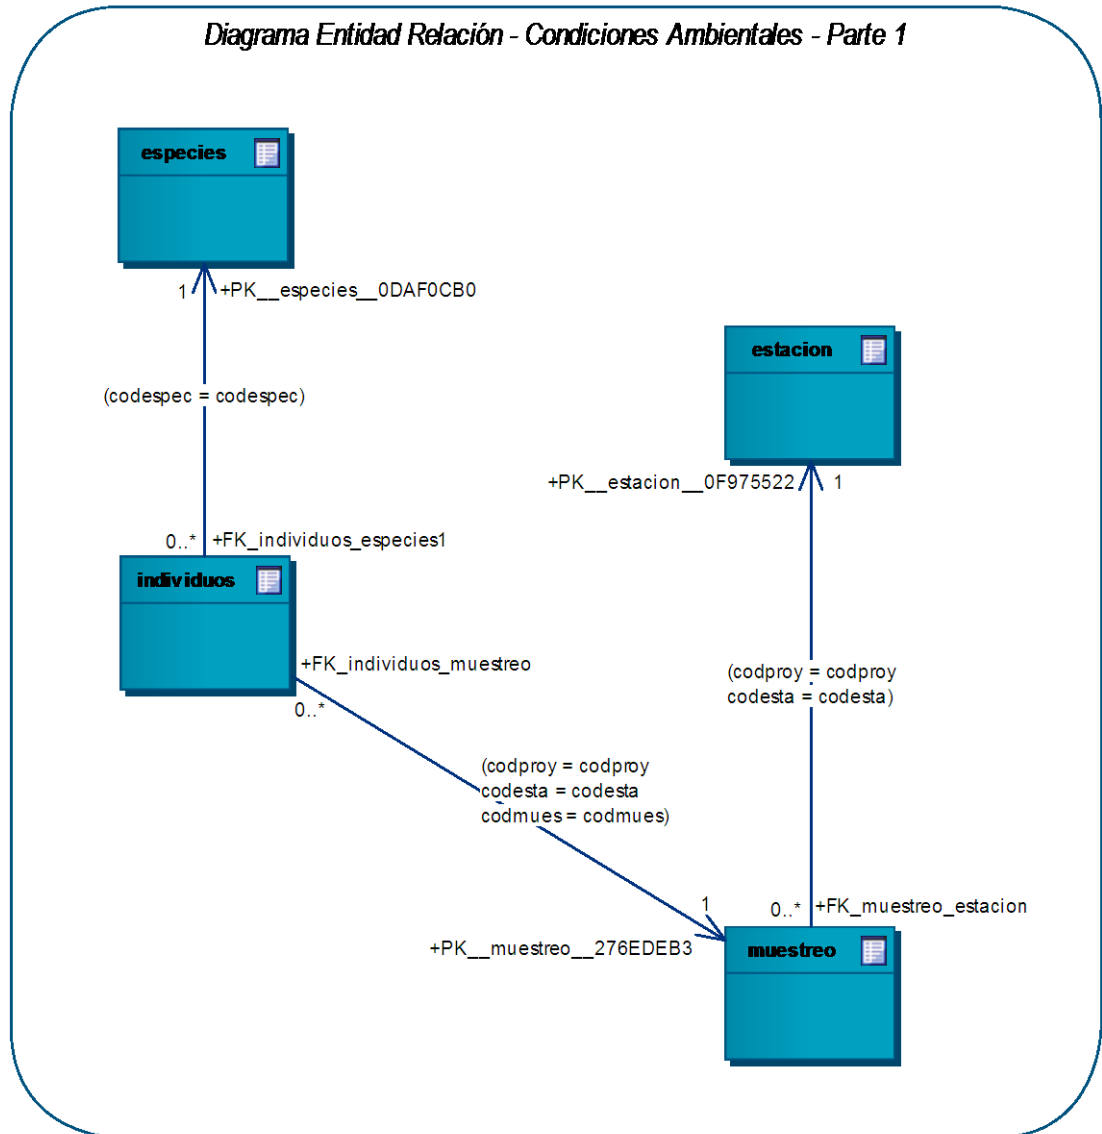 Diagrama Entidad Relación - Condiciones Ambientales - Parte 1
especies
1 +PK__especies__0DAF0CB0
(codespec = codespec)
0..* +FK_individuos_especies1
individuos
estacion
+PK__estacion__0F975522 1
(codproy = codproy
codesta = codesta)
+FK_individuos_muestreo
0..*
(codproy = codproy
codesta = codesta
codmues = codmues)
1
+PK__muestreo__276EDEB3
0..* +FK_muestreo_estacion
muestreo